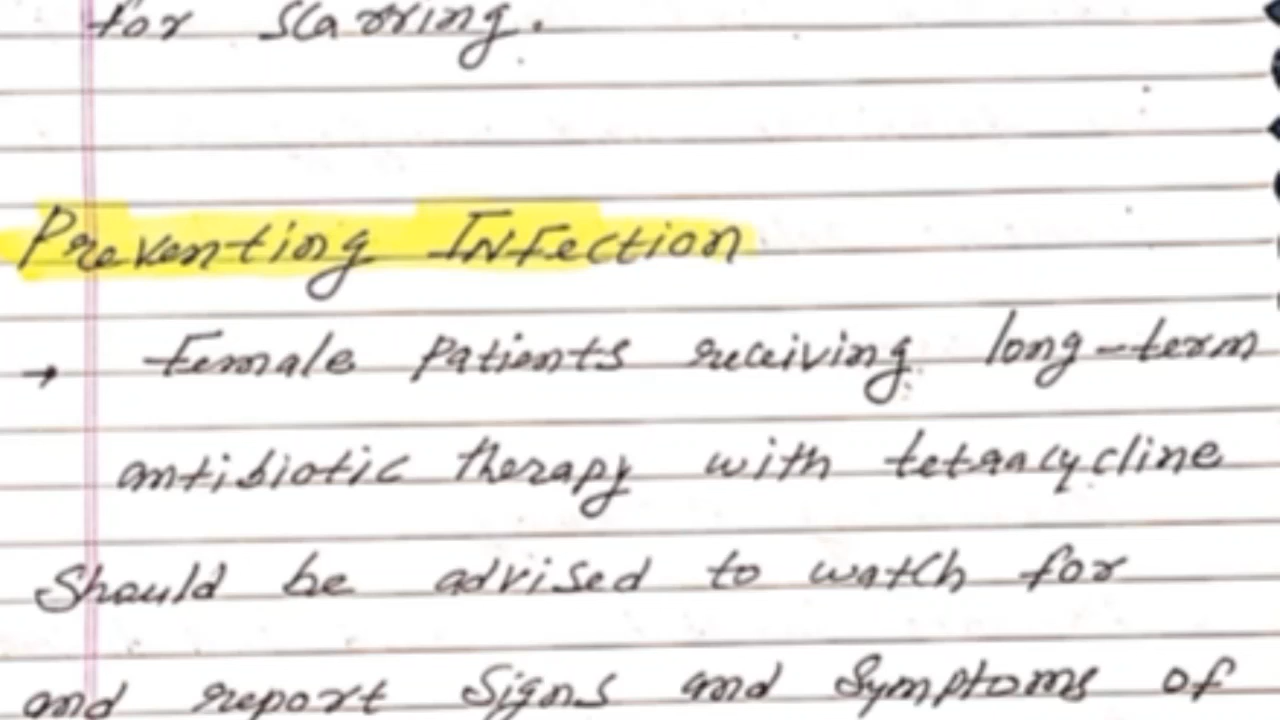 for scarring.
Preventing Infection
→ Female Patients receiving long-term
antibiotic therapy with tetracycline
Should be advised to watch for
and report Signs and Symptoms of